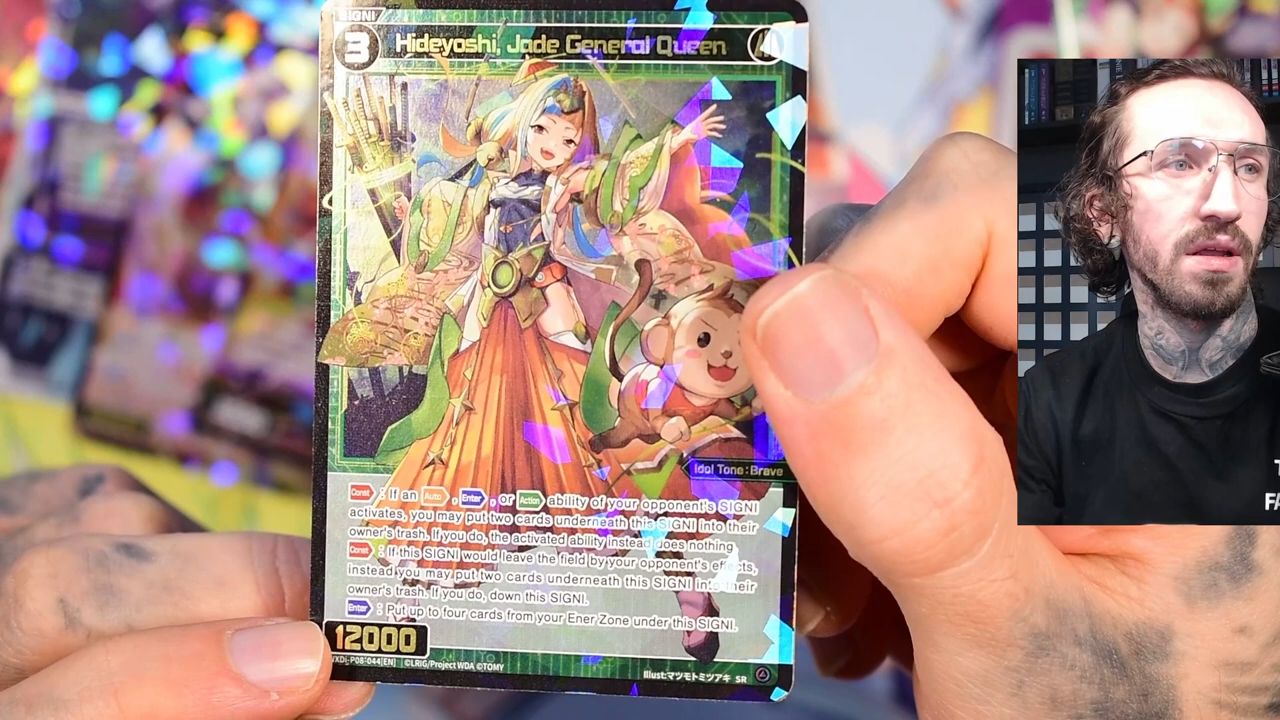 SIGNI
3
Hideyoshi, Jade General Queen
Idol Tone:Brave
Const : If an Auto , Enter , or Action ability of your opponent's SIGNI
activates, you may put two cards underneath this SIGNI into their
owner's trash. If you do, the activated ability instead does nothing
Const : If this SIGNI would leave the field by your opponent's effects,
instead you may put two cards underneath this SIGNI into their
owner's trash. If you do, down this SIGNI.
Enter : Put up to four cards from your Ener Zone under this SIGNI.
12000
-P08-044[EN] ©LRIG/Project WDA ©TOMY
Illust:マツモトミツアキ SR
T
FA